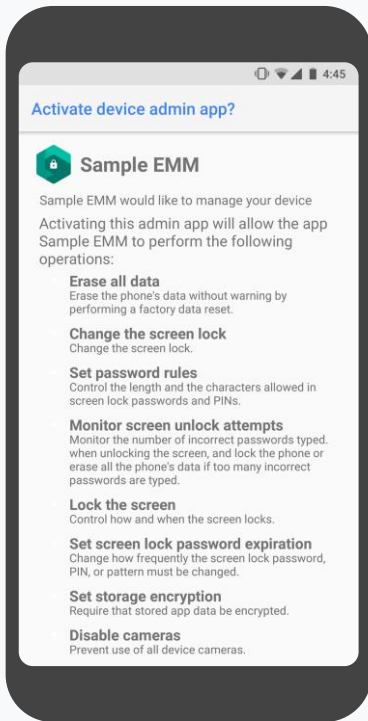 4:45
Activate device admin app?
Sample EMM
Sample EMM would like to manage your device
Activating this admin app will allow the app
Sample EMM to perform the following
operations:
Erase all data
Erase the phone's data without warning by
performing a factory data reset.
Change the screen lock
Change the screen lock.
Set password rules
Control the length and the characters allowed in
screen lock passwords and PINs.
Monitor screen unlock attempts
Monitor the number of incorrect passwords typed.
when unlocking the screen, and lock the phone or
erase all the phone's data if too many incorrect
passwords are typed.
Lock the screen
Control how and when the screen locks.
Set screen lock password expiration
Change how frequently the screen lock password,
PIN, or pattern must be changed.
Set storage encryption
Require that stored app data be encrypted.
Disable cameras
Prevent use of all device cameras.